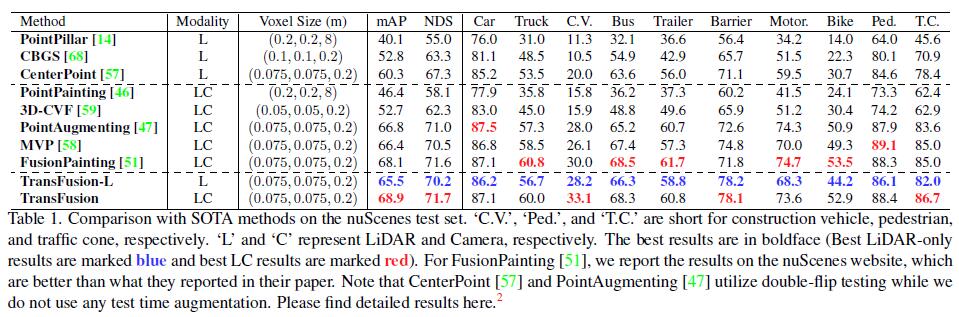 Method Modality Voxel Size (m) mAP NDS Car Truck C.V. Bus Trailer Barrier Motor. Bike Ped. T.C.
PointPillar [14] L (0.2,0.2,8) 40.1 55.0 76.0 31.0 11.3 32.1 36.6 56.4 34.2 14.0 64.0 45.6
CBGS [68] L (0.1,0.1,0.2) 52.8 63.3 81.1 48.5 10.5 54.9 42.9 65.7 51.5 22.3 80.1 70.9
CenterPoint [57] L (0.075,0.075,0.2) 60.3 67.3 85.2 53.5 20.0 63.6 56.0 71.1 59.5 30.7 84.6 78.4
PointPainting [46] LC (0.2,0.2,8) 46.4 58.1 77.9 35.8 15.8 36.2 37.3 60.2 41.5 24.1 73.3 62.4
3D-CVF [59] LC (0.05,0.05,0.2) 52.7 62.3 83.0 45.0 15.9 48.8 49.6 65.9 51.2 30.4 74.2 62.9
PointAugmenting [47] LC (0.075,0.075,0.2) 66.8 71.0 87.5 57.3 28.0 65.2 60.7 72.6 74.3 50.9 87.9 83.6
MVP [58] LC (0.075,0.075,0.2) 66.4 70.5 86.8 58.5 26.1 67.4 57.3 74.8 70.0 49.3 89.1 85.0
FusionPainting [51] LC (0.075,0.075,0.2) 68.1 71.6 87.1 60.8 30.0 68.5 61.7 71.8 74.7 53.5 88.3 85.0
TransFusion-L L (0.075,0.075,0.2) 65.5 70.2 86.2 56.7 28.2 66.3 58.8 78.2 68.3 44.2 86.1 82.0
TransFusion LC (0.075,0.075,0.2) 68.9 71.7 87.1 60.0 33.1 68.3 60.8 78.1 73.6 52.9 88.4 86.7
Table 1. Comparison with SOTA methods on the nuScenes test set. ‘C.V.’, ‘Ped.’, and ‘T.C.’ are short for construction vehicle, pedestrian,
and traffic cone, respectively. ‘L’ and ‘C’ represent LiDAR and Camera, respectively. The best results are in boldface (Best LiDAR-only
results are marked blue and best LC results are marked red). For FusionPainting [51], we report the results on the nuScenes website, which
are better than what they reported in their paper. Note that CenterPoint [57] and PointAugmenting [47] utilize double-flip testing while we
do not use any test time augmentation. Please find detailed results here.2